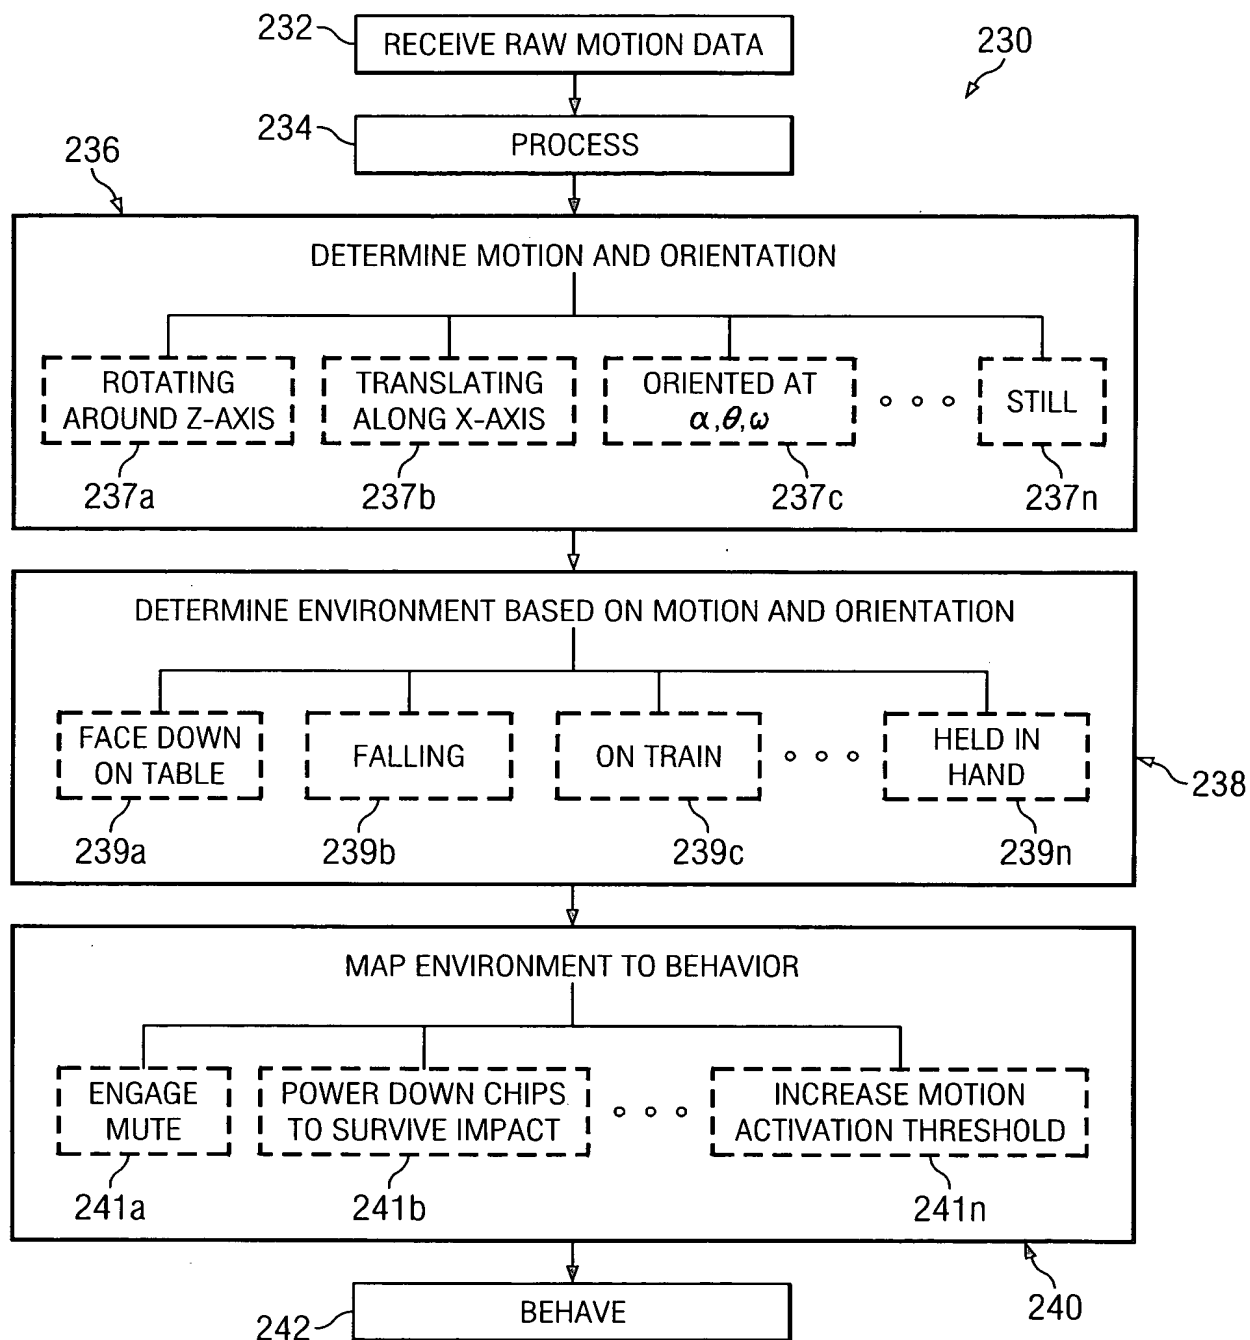 232
RECEIVE RAW MOTION DATA
230
234
PROCESS
236
DETERMINE MOTION AND ORIENTATION
ROTATING
AROUND Z-AXIS
TRANSLATING
ALONG X-AXIS
ORIENTED AT
α,θ,ω
STILL
237a
237b
237c
237n
DETERMINE ENVIRONMENT BASED ON MOTION AND ORIENTATION
FACE DOWN
ON TABLE
FALLING
ON TRAIN
HELD IN
HAND
238
239a
239b
239c
239n
MAP ENVIRONMENT TO BEHAVIOR
ENGAGE
MUTE
POWER DOWN CHIPS
TO SURVIVE IMPACT
INCREASE MOTION
ACTIVATION THRESHOLD
241a
241b
241n
240
242
BEHAVE